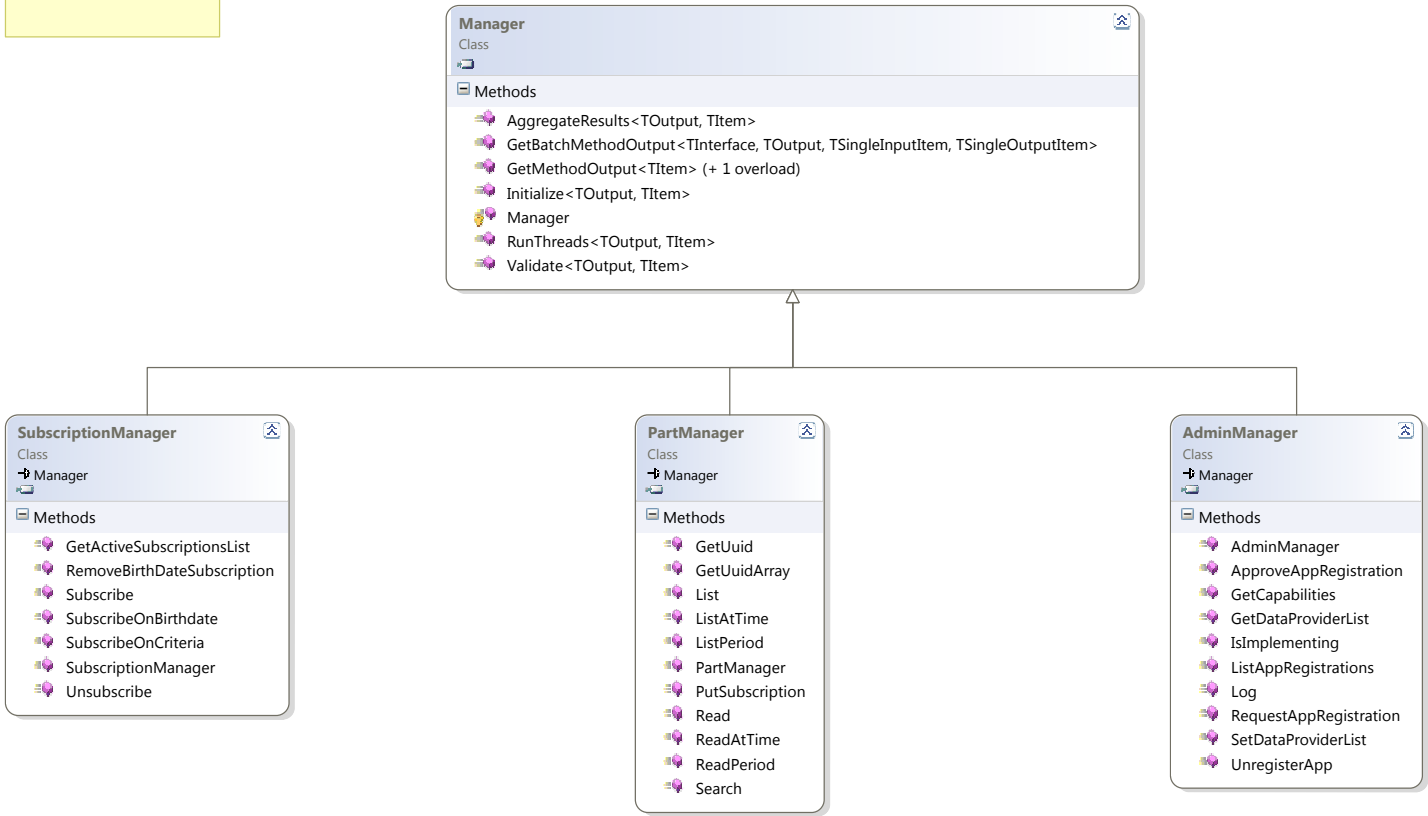 Manager
Class
Methods
AggregateResults<TOutput, TItem>
GetBatchMethodOutput<TInterface, TOutput, TSingleInputItem, TSingleOutputItem>
GetMethodOutput<TItem> (+ 1 overload)
Initialize<TOutput, TItem>
Manager
RunThreads<TOutput, TItem>
Validate<TOutput, TItem>
SubscriptionManager
Class
Manager
Methods
GetActiveSubscriptionsList
RemoveBirthDateSubscription
Subscribe
SubscribeOnBirthdate
SubscribeOnCriteria
SubscriptionManager
Unsubscribe
PartManager
Class
Manager
Methods
GetUuid
GetUuidArray
List
ListAtTime
ListPeriod
PartManager
PutSubscription
Read
ReadAtTime
ReadPeriod
Search
AdminManager
Class
Manager
Methods
AdminManager
ApproveAppRegistration
GetCapabilities
GetDataProviderList
IsImplementing
ListAppRegistrations
Log
RequestAppRegistration
SetDataProviderList
UnregisterApp